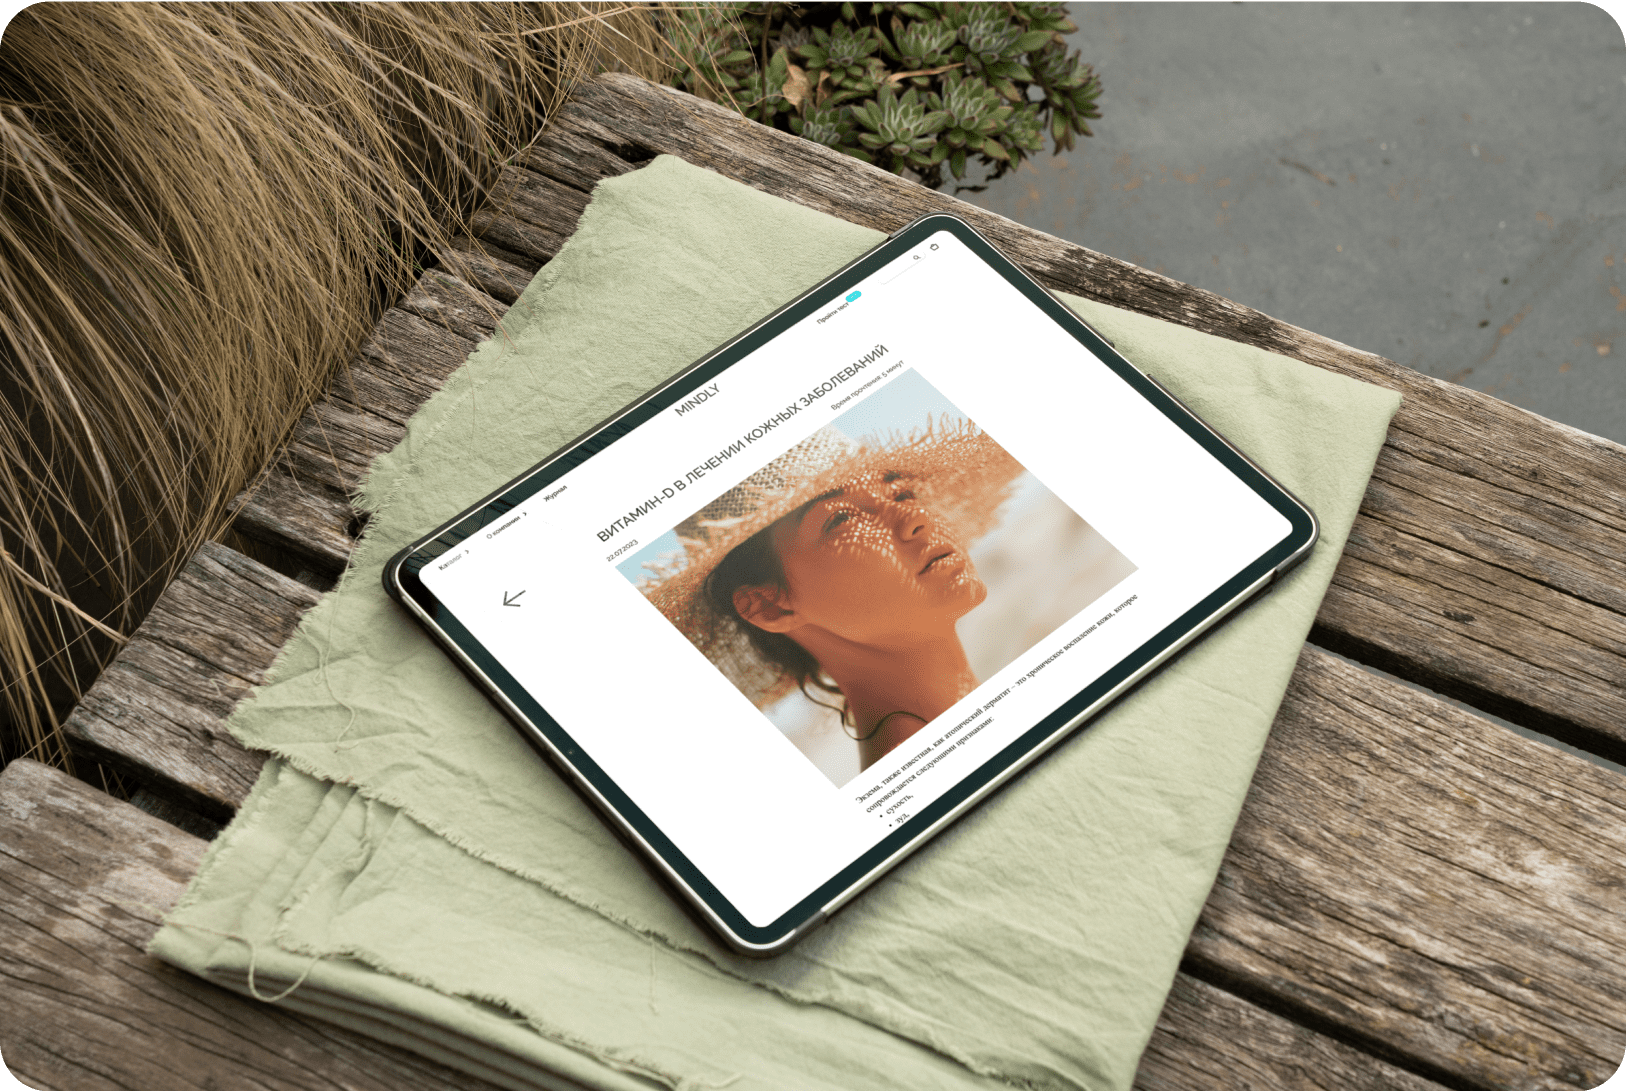 Каталог
О компании
Журнал
MINDLY
Пройти тест
ВИТАМИН-D В ЛЕЧЕНИИ КОЖНЫХ ЗАБОЛЕВАНИЙ
22.07.2023
Время прочтения: 5 минут
Экзема, также известная, как атопический дерматит – это хроническое воспаление кожи, которое
сопровождается следующими признаками:
• сухость,
• зуд,